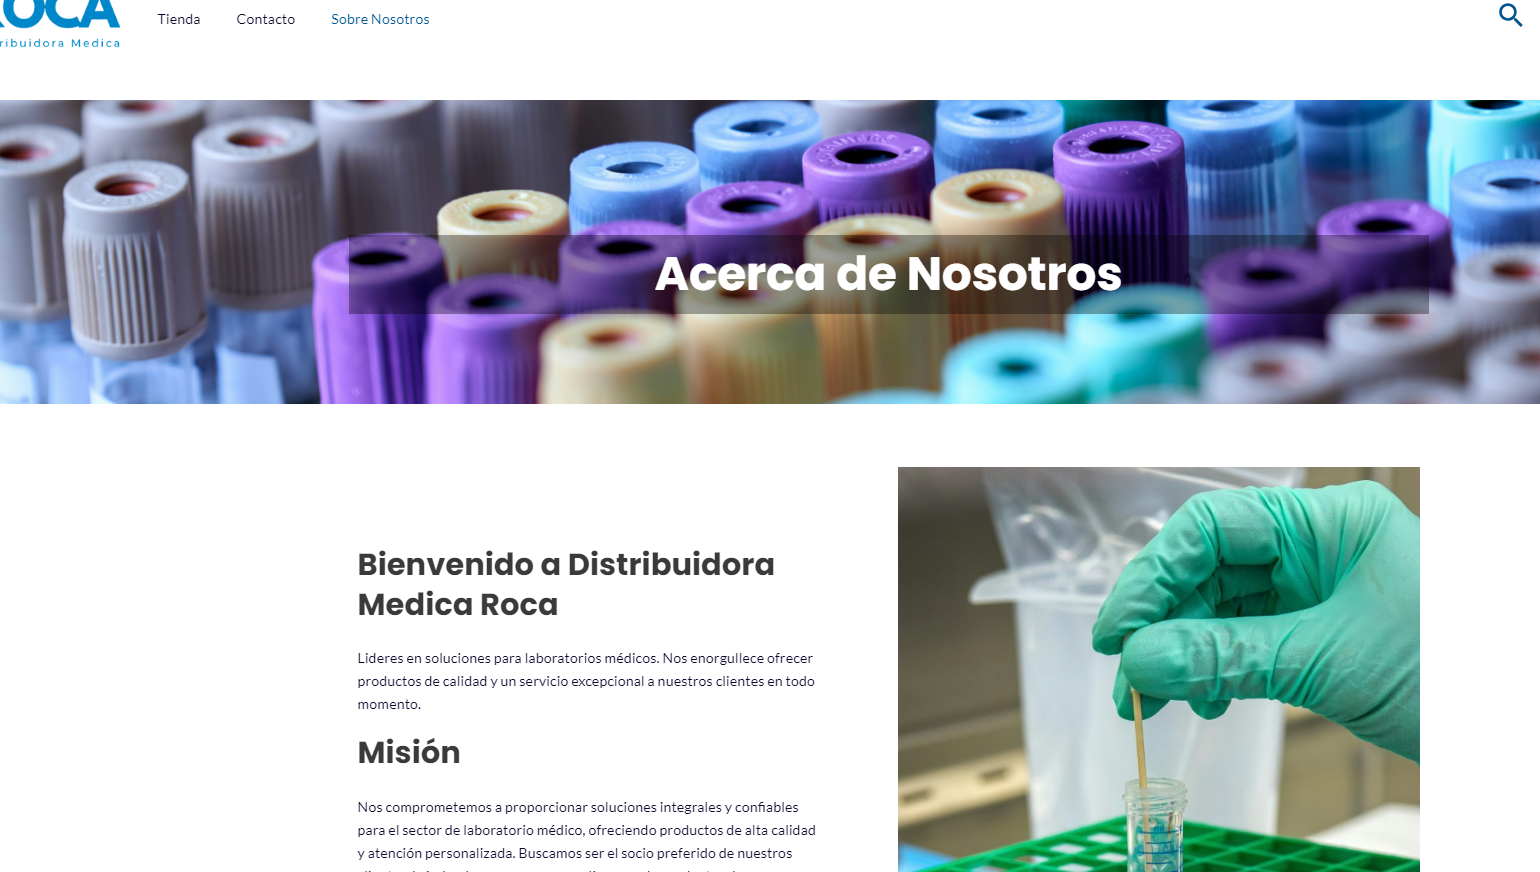 ROCA
Tienda
Contacto
Sobre Nosotros
Medica
Acerca de Nosotros
Bienvenido a Distribuidora
Medica Roca
Lideres en soluciones para laboratorios médicos. Nos enorgullece ofrecer
productos de calidad y un servicio excepcional a nuestros clientes en todo
momento.
Misión
Nos comprometemos a proporcionar soluciones integrales y confiables
para el sector de laboratorio médico, ofreciendo productos de alta calidad
y atención personalizada. Buscamos ser el socio preferido de nuestros